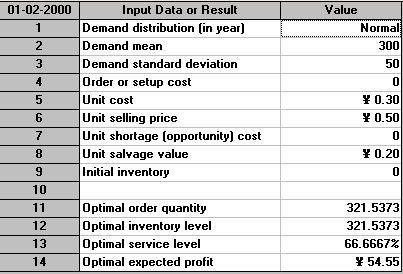 01-02-2000 Input Data or Result Value
1 Demand distribution (in year) Normal
2 Demand mean 300
3 Demand standard deviation 50
4 Order or setup cost 0
5 Unit cost ¥ 0.30
6 Unit selling price ¥ 0.50
7 Unit shortage (opportunity) cost 0
8 Unit salvage value ¥ 0.20
9 Initial inventory 0
10
11 Optimal order quantity 321.5373
12 Optimal inventory level 321.5373
13 Optimal service level 66.6667%
14 Optimal expected profit ¥ 54.55